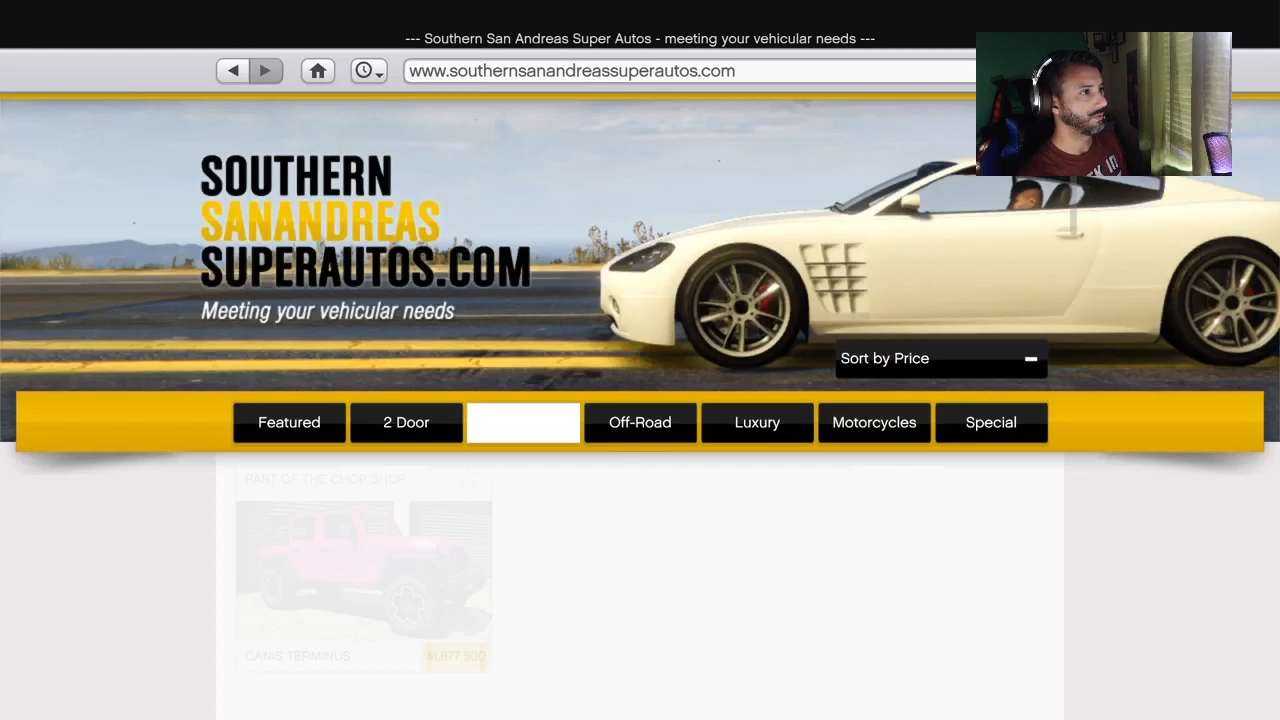 --- Southern San Andreas Super Autos - meeting your vehicular needs ---
www.southernsanandreassuperautos.com
SOUTHERN
SANANDREAS
SUPERAUTOS.COM
Meeting your vehicular needs
Sort by Price
Featured
2 Door
Off-Road
Luxury
Motorcycles
Special
PART OF THE CHOP SHOP
CANIS TERMINUS
$1,877,500